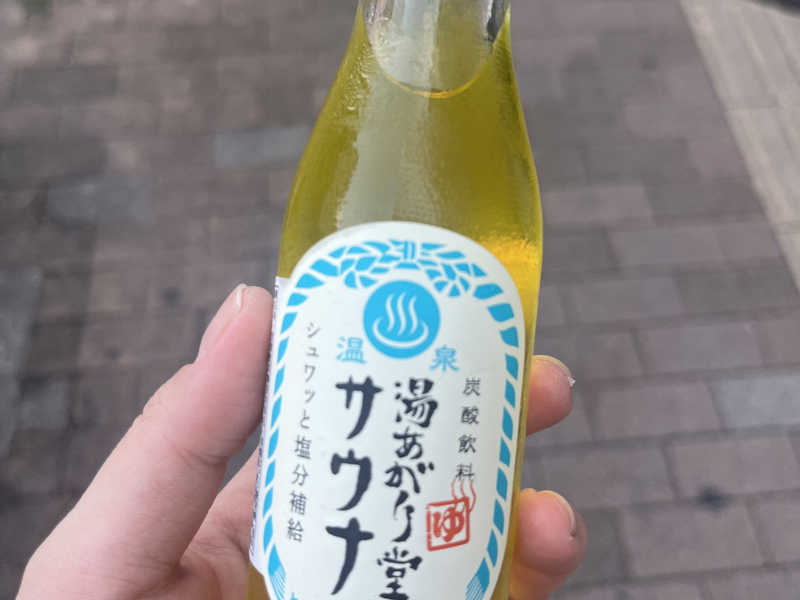 温泉
炭酸飲料
湯あがり堂
ゆ
サウナ
シュワッと塩分補給